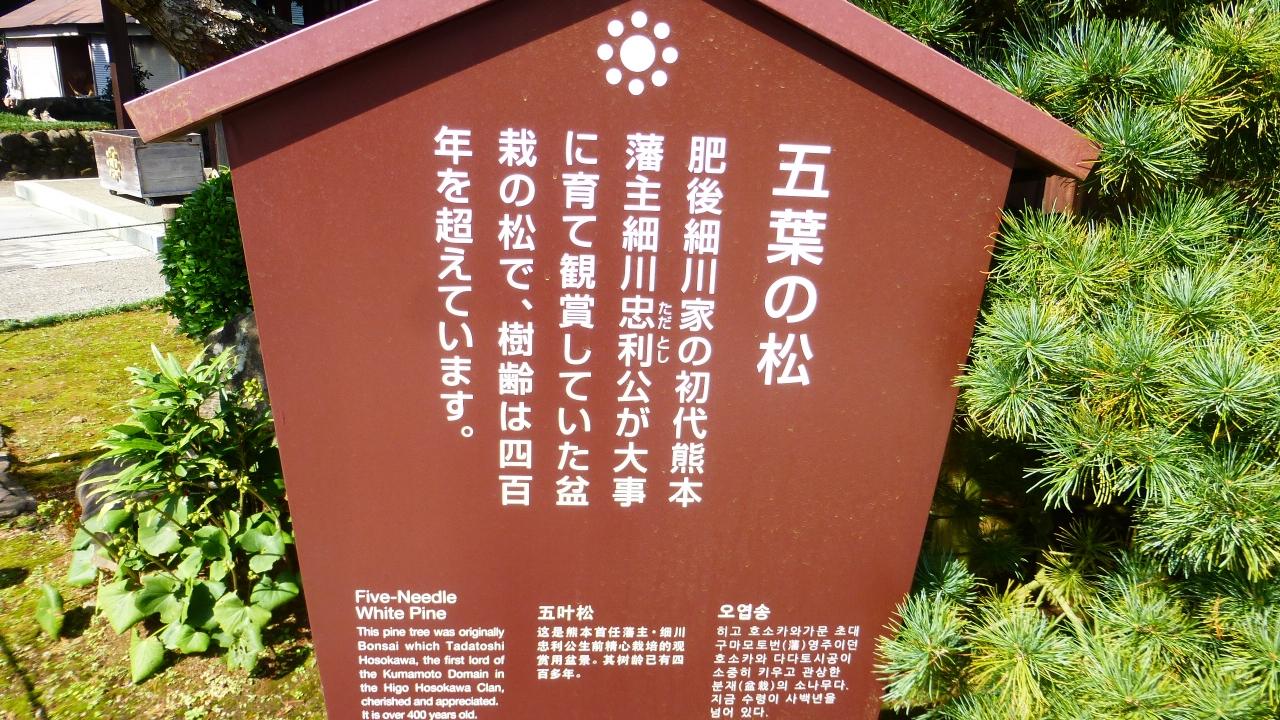 五葉の松
肥後細川家の初代熊本
藩主細川忠利公が大事
ただとし
に育て観賞していた盆
栽の松で、樹齢は四百
年を超えています。
Five-Needle
White Pine
This pine tree was originally
Bonsai which Tadatoshi
Hosokawa, the first lord of
the Kumamoto Domain in
the Higo Hosokawa Clan,
cherished and appreciated.
It is over 400 years old.
五叶松
这是熊本首任藩主・细川
忠利公生前精心栽培的观
赏用盆景。其树龄已有四
百多年。
오엽송
히고 호소카와가문 초대
구마모토번(藩)영주이던
호소카와 다다토시공이
소중히 키우고 관상한
분재(盆栽)의 소나무다.
지금 수령이 사백년을
넘어 있다.